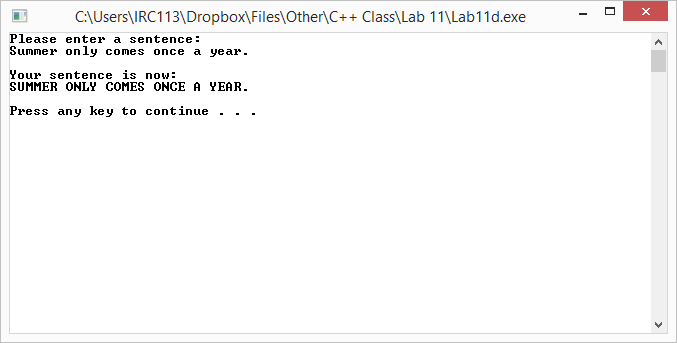 C:\Users\IRC113\Dropbox\Files\Other\C++ Class\Lab 11\Lab11d.exe
Please enter a sentence:
Summer only comes once a year.
Your sentence is now:
SUMMER ONLY COMES ONCE A YEAR.
Press any key to continue . . .